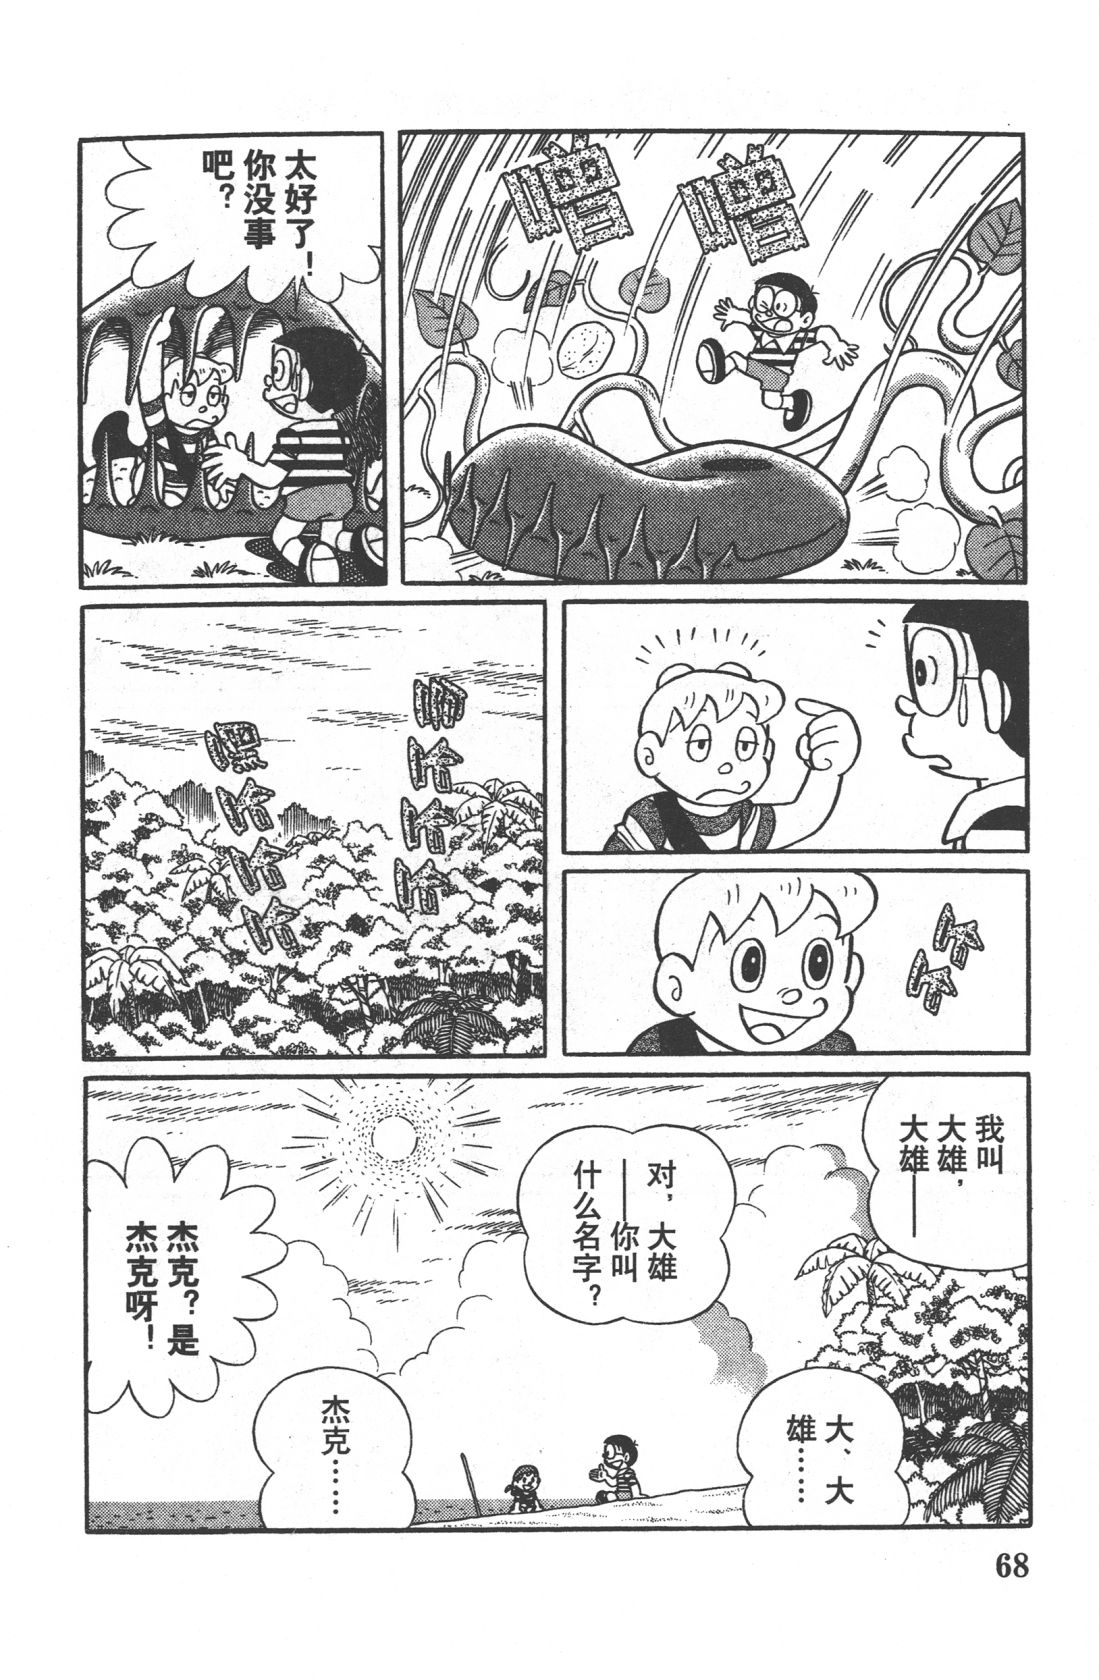 噌
噌
太好了！
你没事
吧？
哈
哈
啊哈哈哈
嘿哈哈哈
我叫
大雄，
大雄——
大、大
雄……
对，大雄
——你叫
什么名字？
杰克……
杰克？是
杰克呀！
68